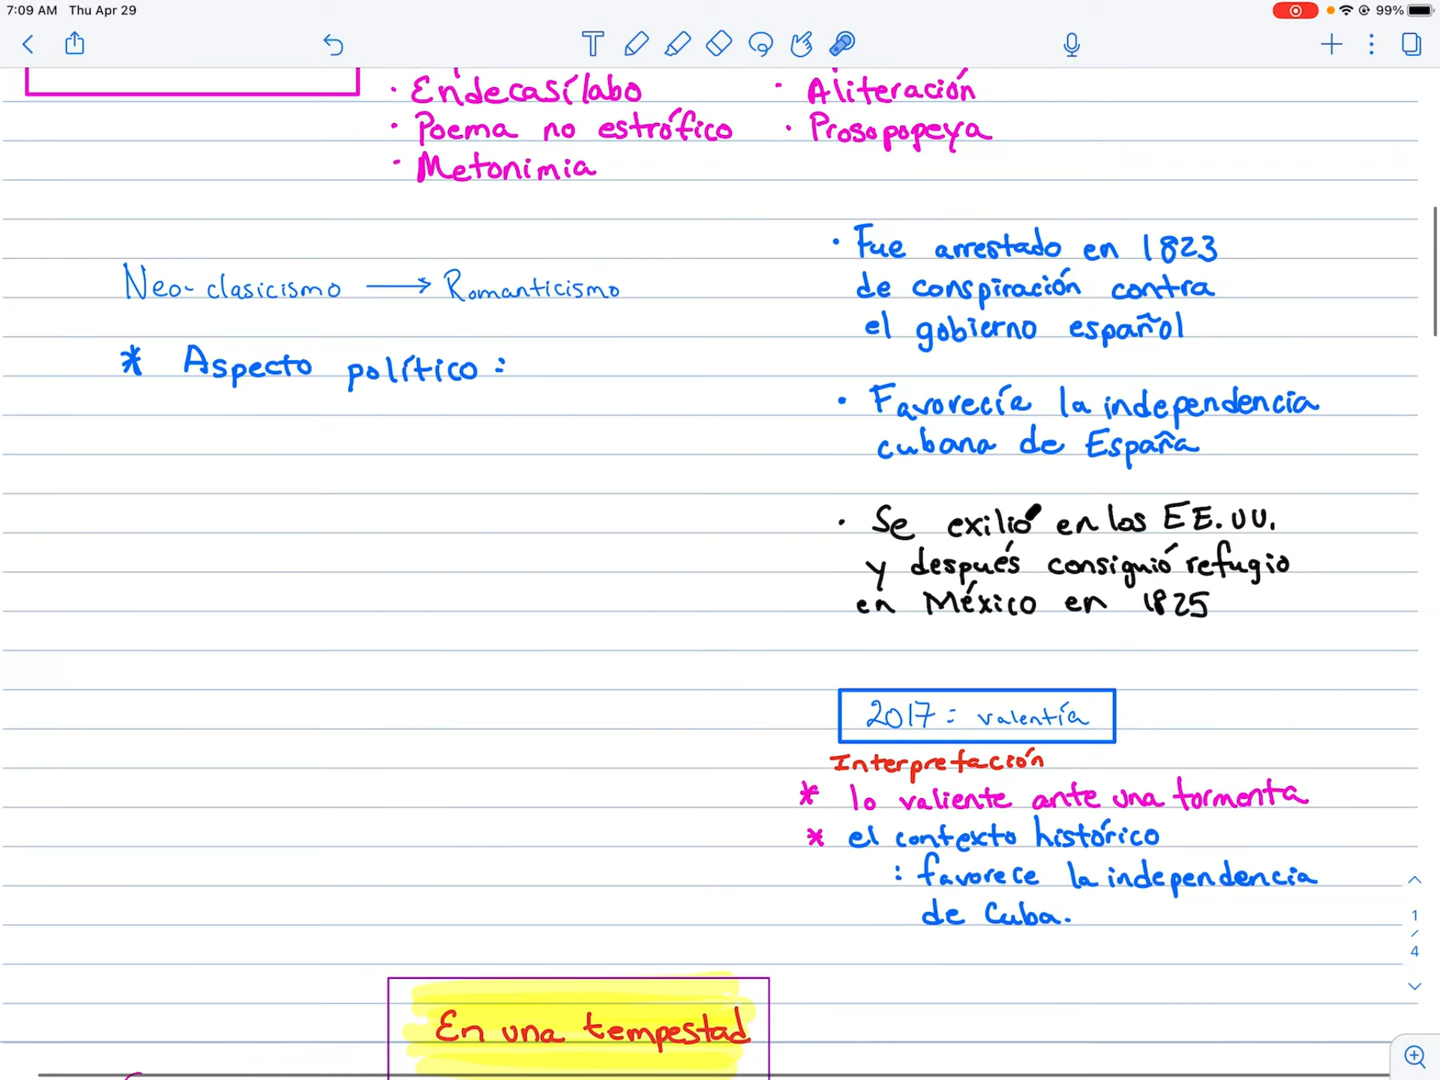 7:09 AM Thu Apr 29
99%
· Endecasílabo
· Poema no estrófico
· Metonimia
· Aliteración
· Prosopopeya
Neo-clasicismo → Romanticismo
* Aspecto político:
· Fue arrestado en 1823
de conspiración contra
el gobierno español
· Favorecía la independencia
cubana de España
· Se exilió en los EE.UU.
y después consiguió refugio
en México en 1825
2017: valentía
Interpretación
* lo valiente ante una tormenta
* el contexto histórico
: favorece la independencia
de Cuba.
1
/
4
En una tempestad